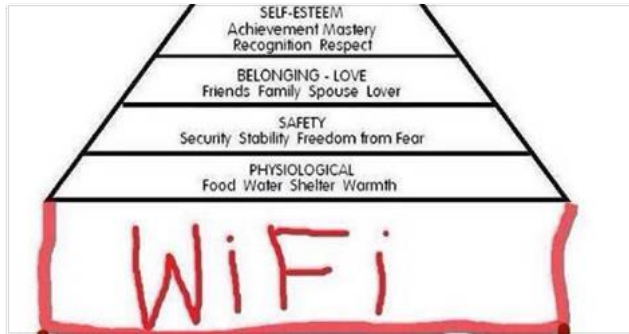 SELF-ESTEEM
Achievement Mastery
Recognition Respect
BELONGING - LOVE
Friends Family Spouse Lover
SAFETY
Security Stability Freedom from Fear
PHYSIOLOGICAL
Food Water Shelter Warmth
WiFi